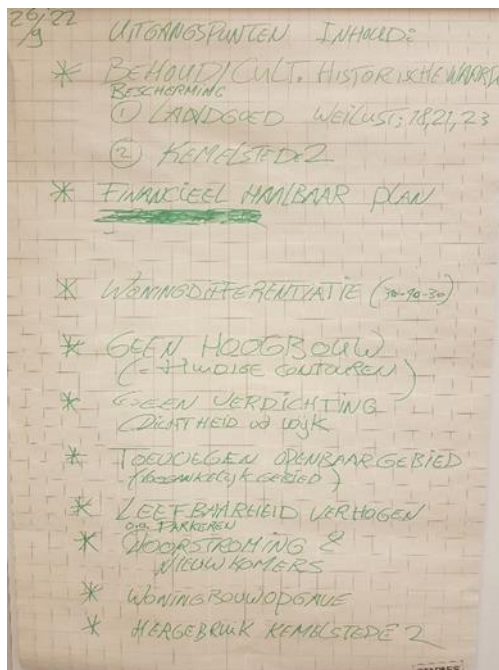 26/9 '22
UITGANGSPUNTEN INHOUD:
* BEHOUD/CULT. HISTORISCHE WAARDE
BESCHERMING
① LANDGOED WEILUST; 18,21,23
② KEMELSTEDE 2
* FINANCIEEL HAALBAAR PLAN
* WONINGDIFFERENTIATIE (30-40-30)
* GEEN HOOGBOUW
(→ HUIDIGE CONTOUREN)
* GEEN VERDICHTING
DICHTHEID vd WIJK
* TOEVOEGEN OPENBAAR GEBIED
(TOEGANKELIJK GEBIED)
* LEEFBAARHEID VERHOGEN
o.a. PARKEREN
* DOORSTROMING &
NIEUWKOMERS
* WONINGBOUWOPGAVE
* HERGEBRUIK KEMELSTEDE 2